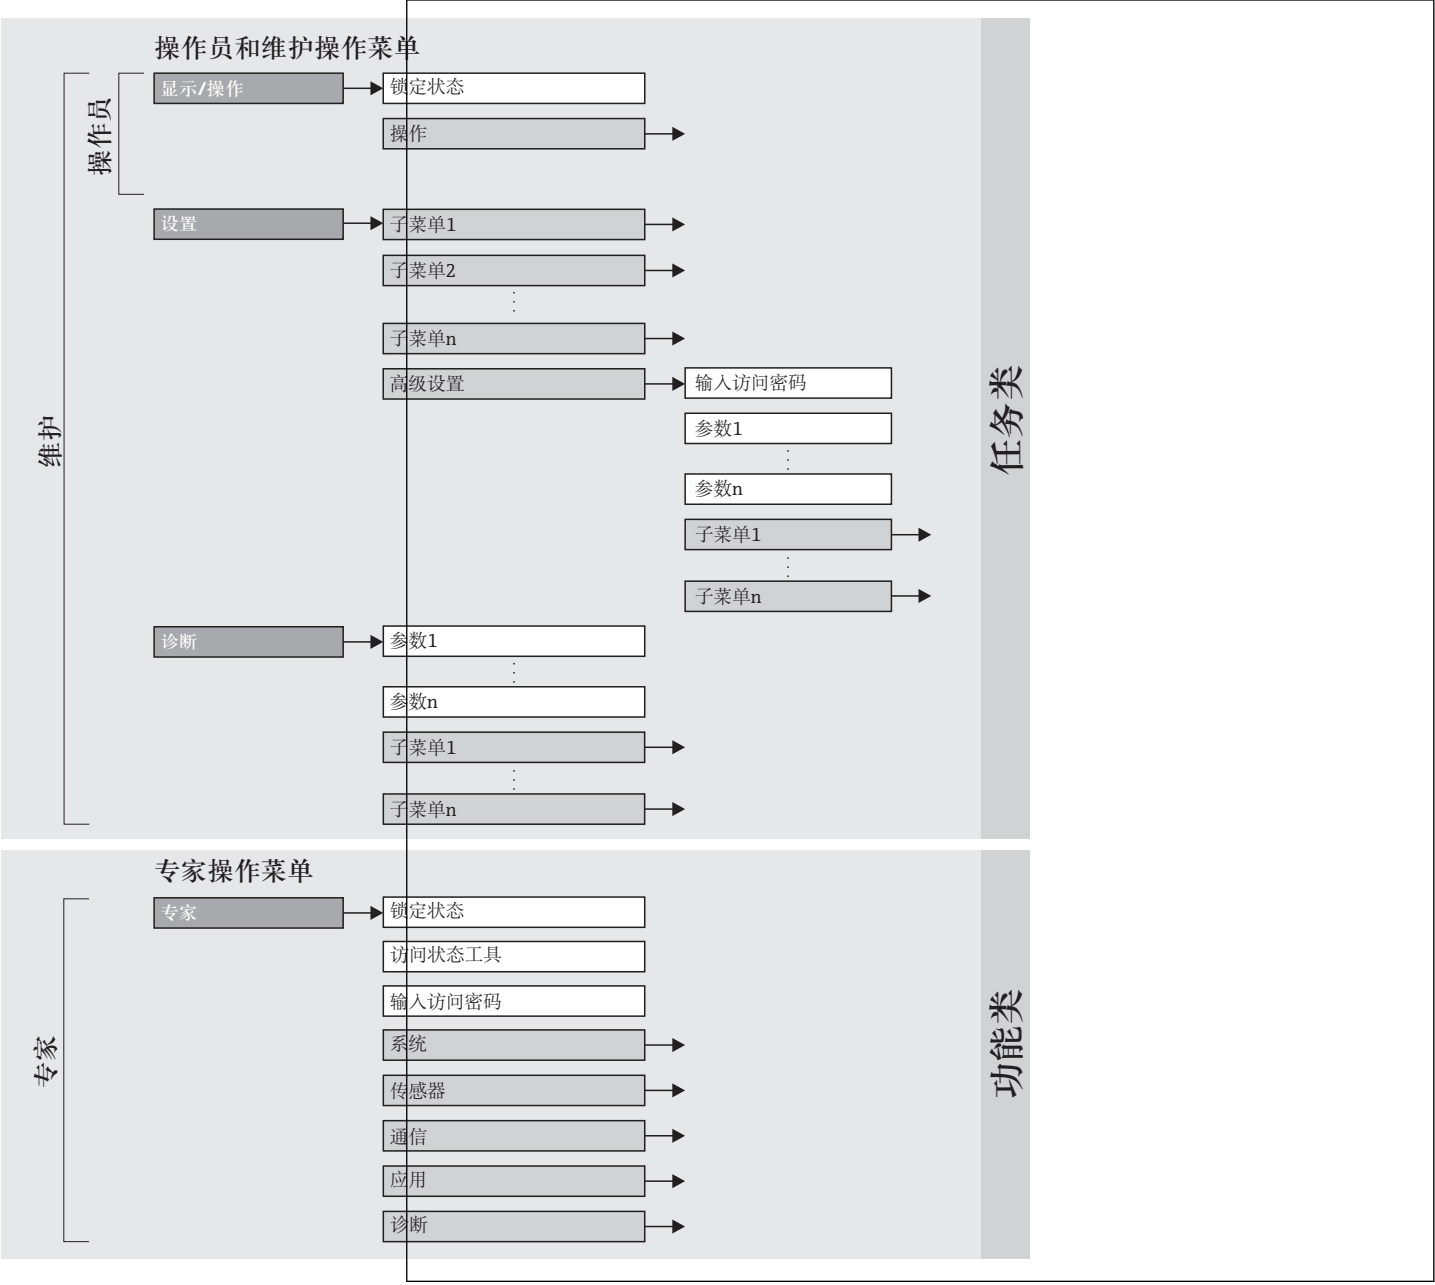 操作员和维护操作菜单
显示/操作
锁定状态
操作
操作员
设置
子菜单1
子菜单2
子菜单n
高级设置
输入访问密码
参数1
参数n
子菜单1
子菜单n
维护
任务类
诊断
参数1
参数n
子菜单1
子菜单n
专家操作菜单
专家
锁定状态
访问状态工具
输入访问密码
系统
传感器
通信
应用
诊断
专家
功能类